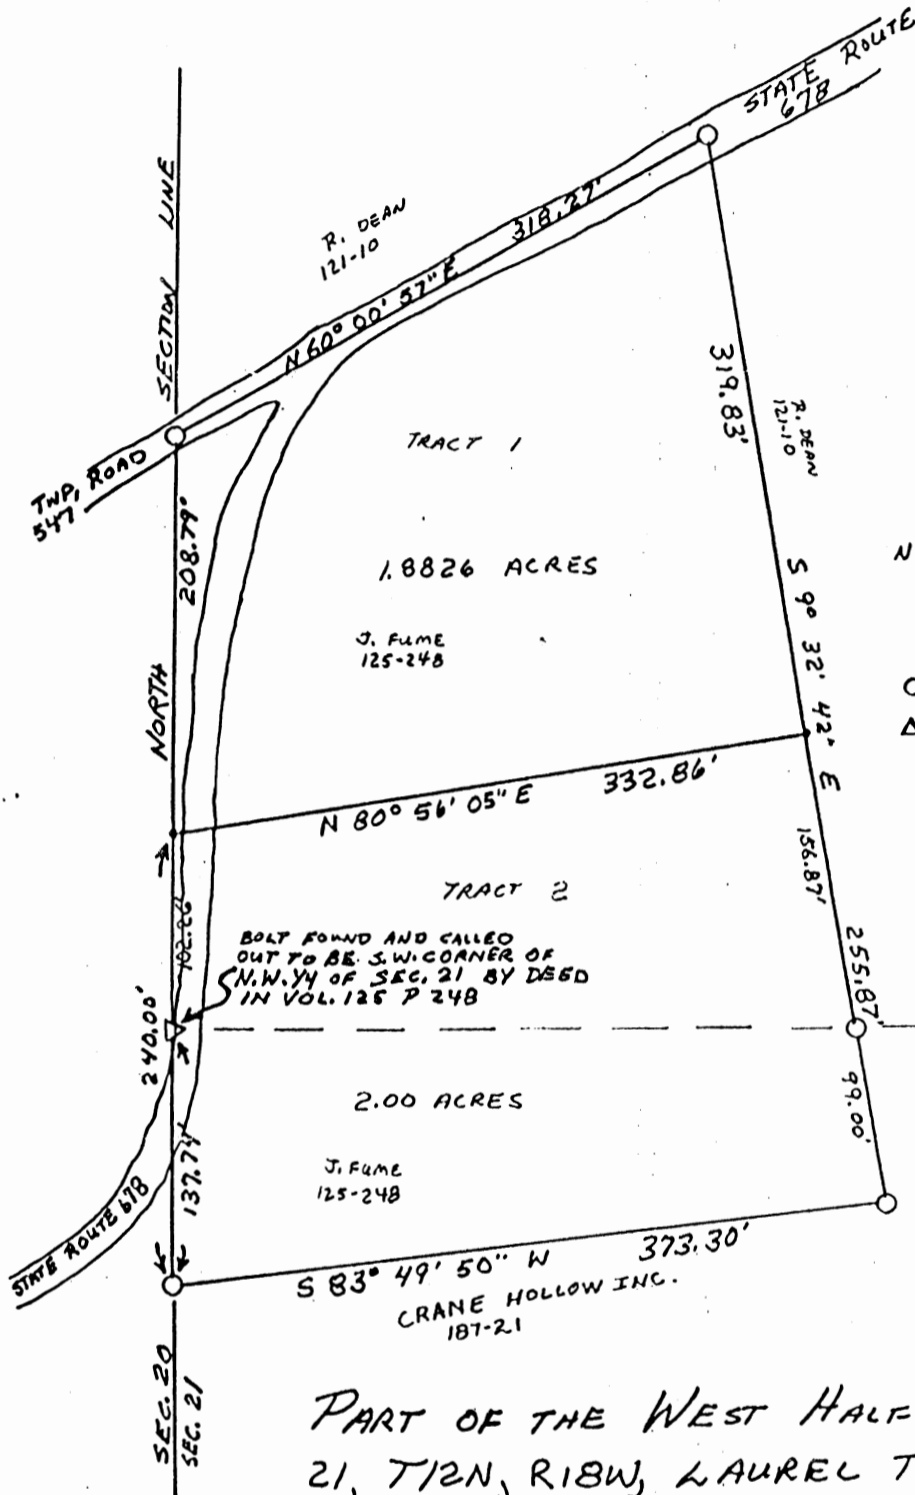 STATE ROUTE
678
SECTION LINE
R. DEAN
121-10
318.27'
N 60° 00' 57" E
TWP. ROAD
547
TRACT 1
319.83'
R. DEAN
121-10
208.79'
1.8826 ACRES
S 9° 32' 42" E
N
J. FUME
125-248
NORTH
N 80° 56' 05" E 332.86'
TRACT 2
156.87'
102.26'
BOLT FOUND AND CALLED
OUT TO BE S.W. CORNER OF
N.W. 1/4 OF SEC. 21 BY DEED
IN VOL. 125 P 248
255.87'
240.00'
2.00 ACRES
99.00'
137.74'
J. FUME
125-248
STATE ROUTE 678
S 83° 49' 50" W 373.30'
CRANE HOLLOW INC.
187-21
SEC. 20
SEC. 21
PART OF THE WEST HALF
21, T12N, R18W, LAUREL T